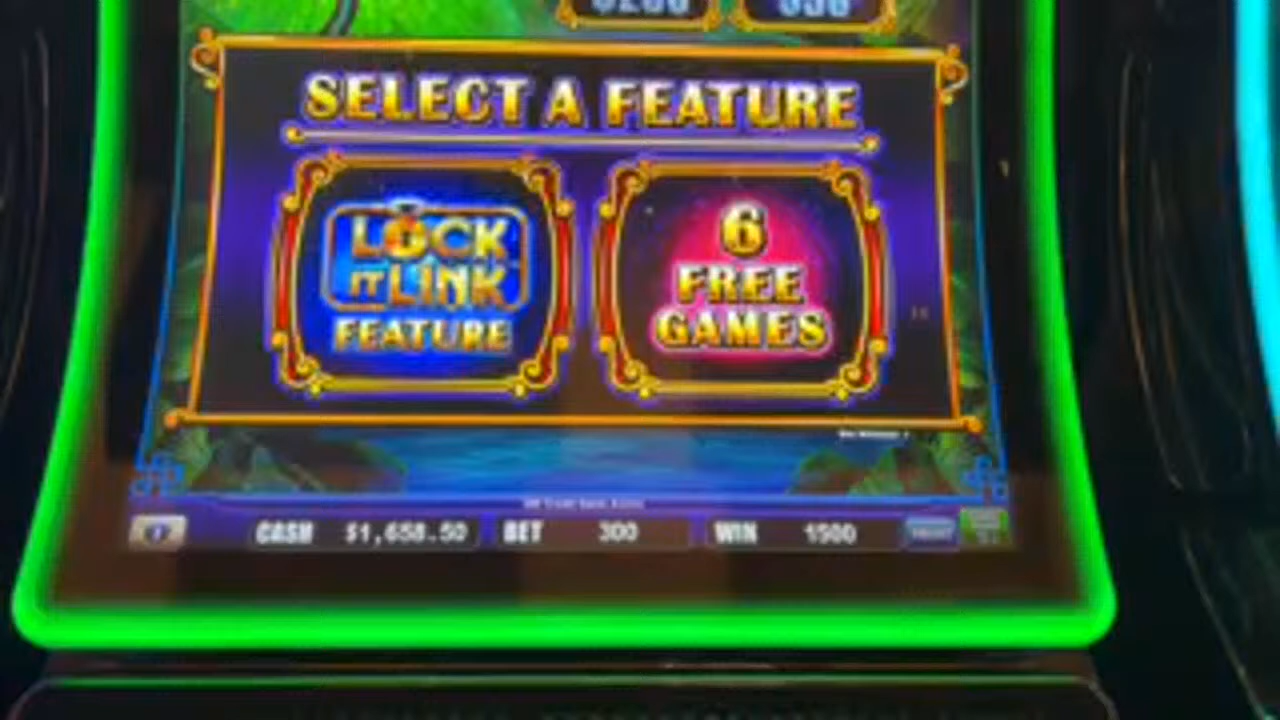 SELECT A FEATURE
LOCK
IT LINK
FEATURE
6
FREE
GAMES
CASH $1,658.50 BET 300 WIN 1500